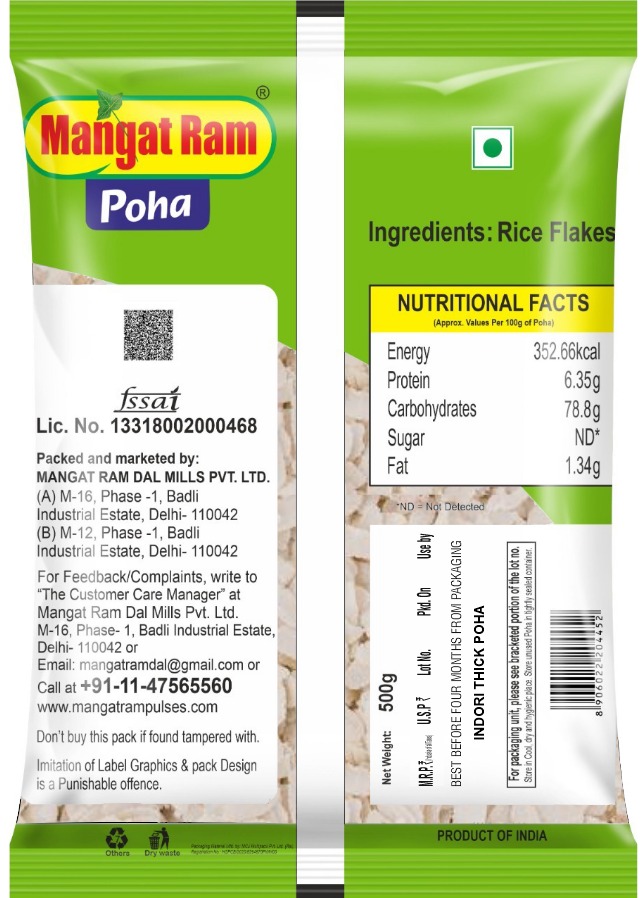 ®
Mangat Ram
Poha
fssai
Lic. No. 13318002000468
Packed and marketed by:
MANGAT RAM DAL MILLS PVT. LTD.
(A) M-16, Phase -1, Badli
Industrial Estate, Delhi- 110042
(B) M-12, Phase -1, Badli
Industrial Estate, Delhi- 110042
For Feedback/Complaints, write to
“The Customer Care Manager” at
Mangat Ram Dal Mills Pvt. Ltd.
M-16, Phase- 1, Badli Industrial Estate,
Delhi- 110042 or
Email: mangatramdal@gmail.com or
Call at +91-11-47565560
www.mangatrampulses.com
Don't buy this pack if found tampered with.
Imitation of Label Graphics & pack Design
is a Punishable offence.
Others Dry waste
Ingredients: Rice Flakes
NUTRITIONAL FACTS
(Approx. Values Per 100g of Poha)
Energy 352.66kcal
Protein 6.35g
Carbohydrates 78.8g
Sugar ND*
Fat 1.34g
*ND = Not Detected
Net Weight: 500g
M.R.P.₹ U.S.P ₹ Lot No. Pkd. On Use by
BEST BEFORE FOUR MONTHS FROM PACKAGING
INDORI THICK POHA
For packaging unit, please see bracketed portion of the lot no.
Store in Cool, dry and hygienic place. Store unused Poha in tightly sealed container.
8 906022 204452
PRODUCT OF INDIA